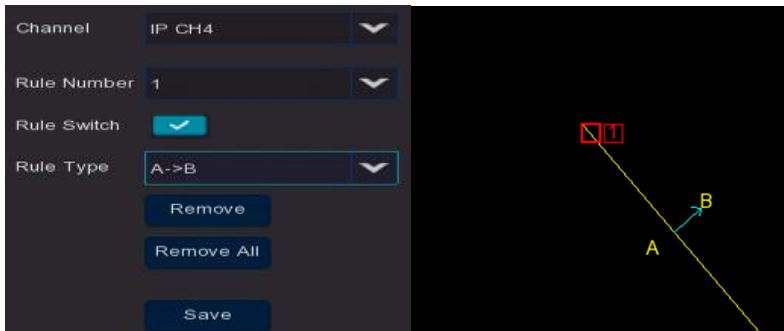 Channel IP CH4
Rule Number 1
Rule Switch
Rule Type A->B
Remove
Remove All
Save
1
B
A